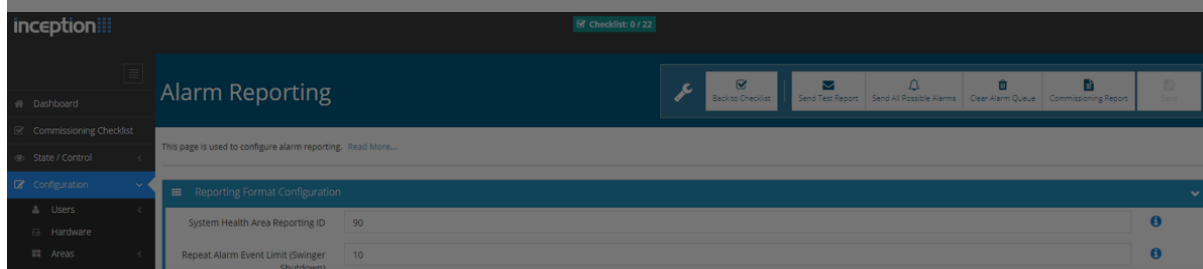 inception
Checklist: 0 / 22
Alarm Reporting
Back to Checklist
Send Test Report
Send All Possible Alarms
Clear Alarm Queue
Commissioning Report
Save
Dashboard
Commissioning Checklist
State / Control
Configuration
Users
Hardware
Areas
This page is used to configure alarm reporting. Read More...
Reporting Format Configuration
System Health Area Reporting ID 90
Repeat Alarm Event Limit (Swinger 10
Shutdown)